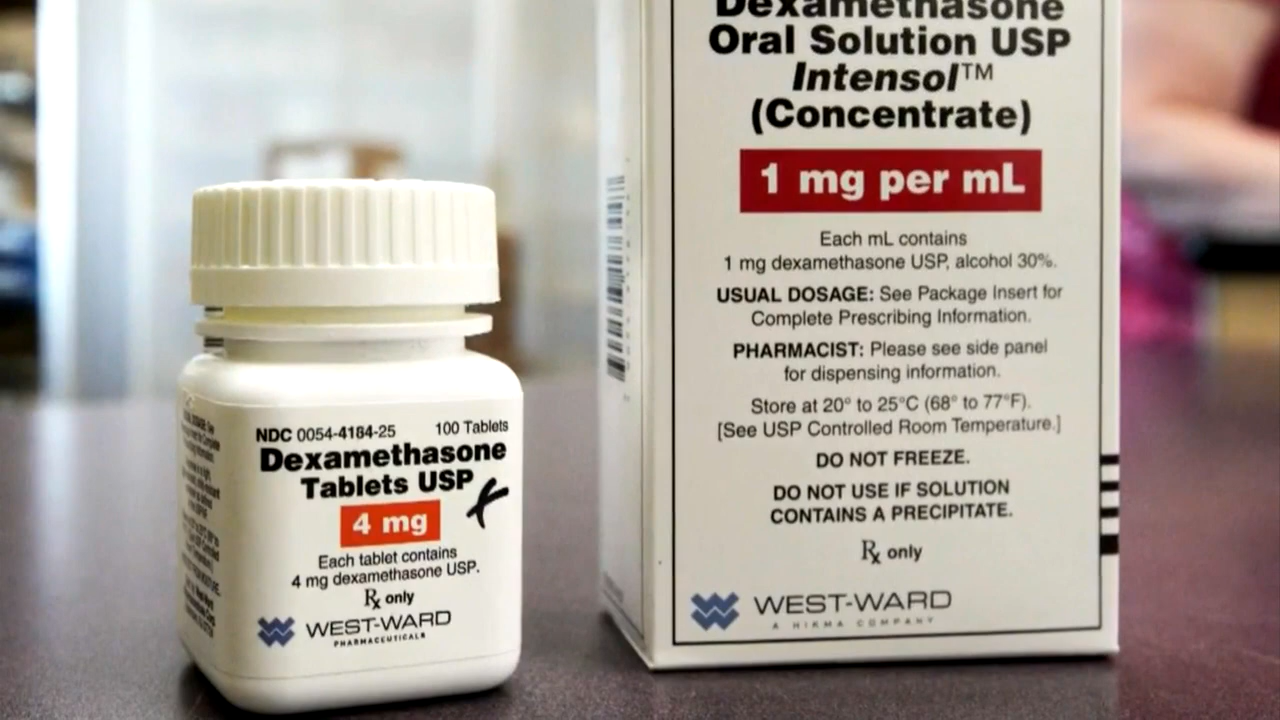 NDC 0054-4184-25 100 Tablets
Dexamethasone
Tablets USP
4 mg
Each tablet contains
4 mg dexamethasone USP.
Rx only
WEST-WARD
PHARMACEUTICALS
Dexamethasone
Oral Solution USP
Intensol™
(Concentrate)
1 mg per mL
Each mL contains
1 mg dexamethasone USP, alcohol 30%.
USUAL DOSAGE: See Package Insert for
Complete Prescribing Information.
PHARMACIST: Please see side panel
for dispensing information.
Store at 20° to 25°C (68° to 77°F).
[See USP Controlled Room Temperature.]
DO NOT FREEZE.
DO NOT USE IF SOLUTION
CONTAINS A PRECIPITATE.
Rx only
WEST-WARD
A HIKMA COMPANY